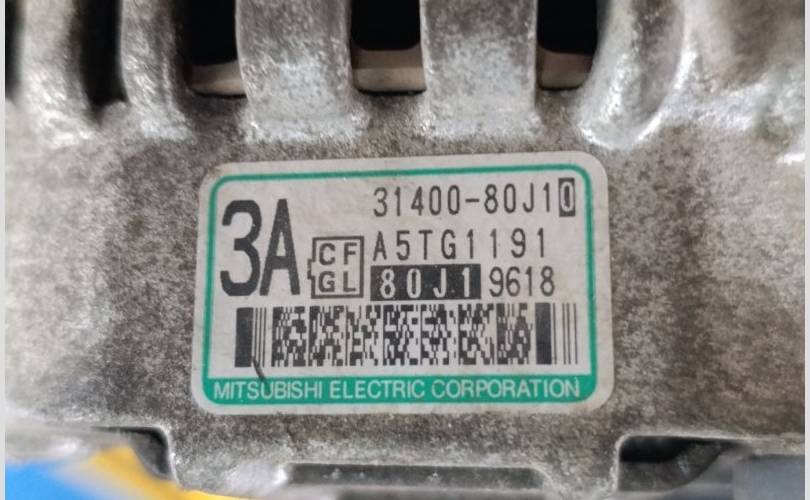 3A
31400-80J10
CF
GL
A5TG1191
80J1 9618
MITSUBISHI ELECTRIC CORPORATION